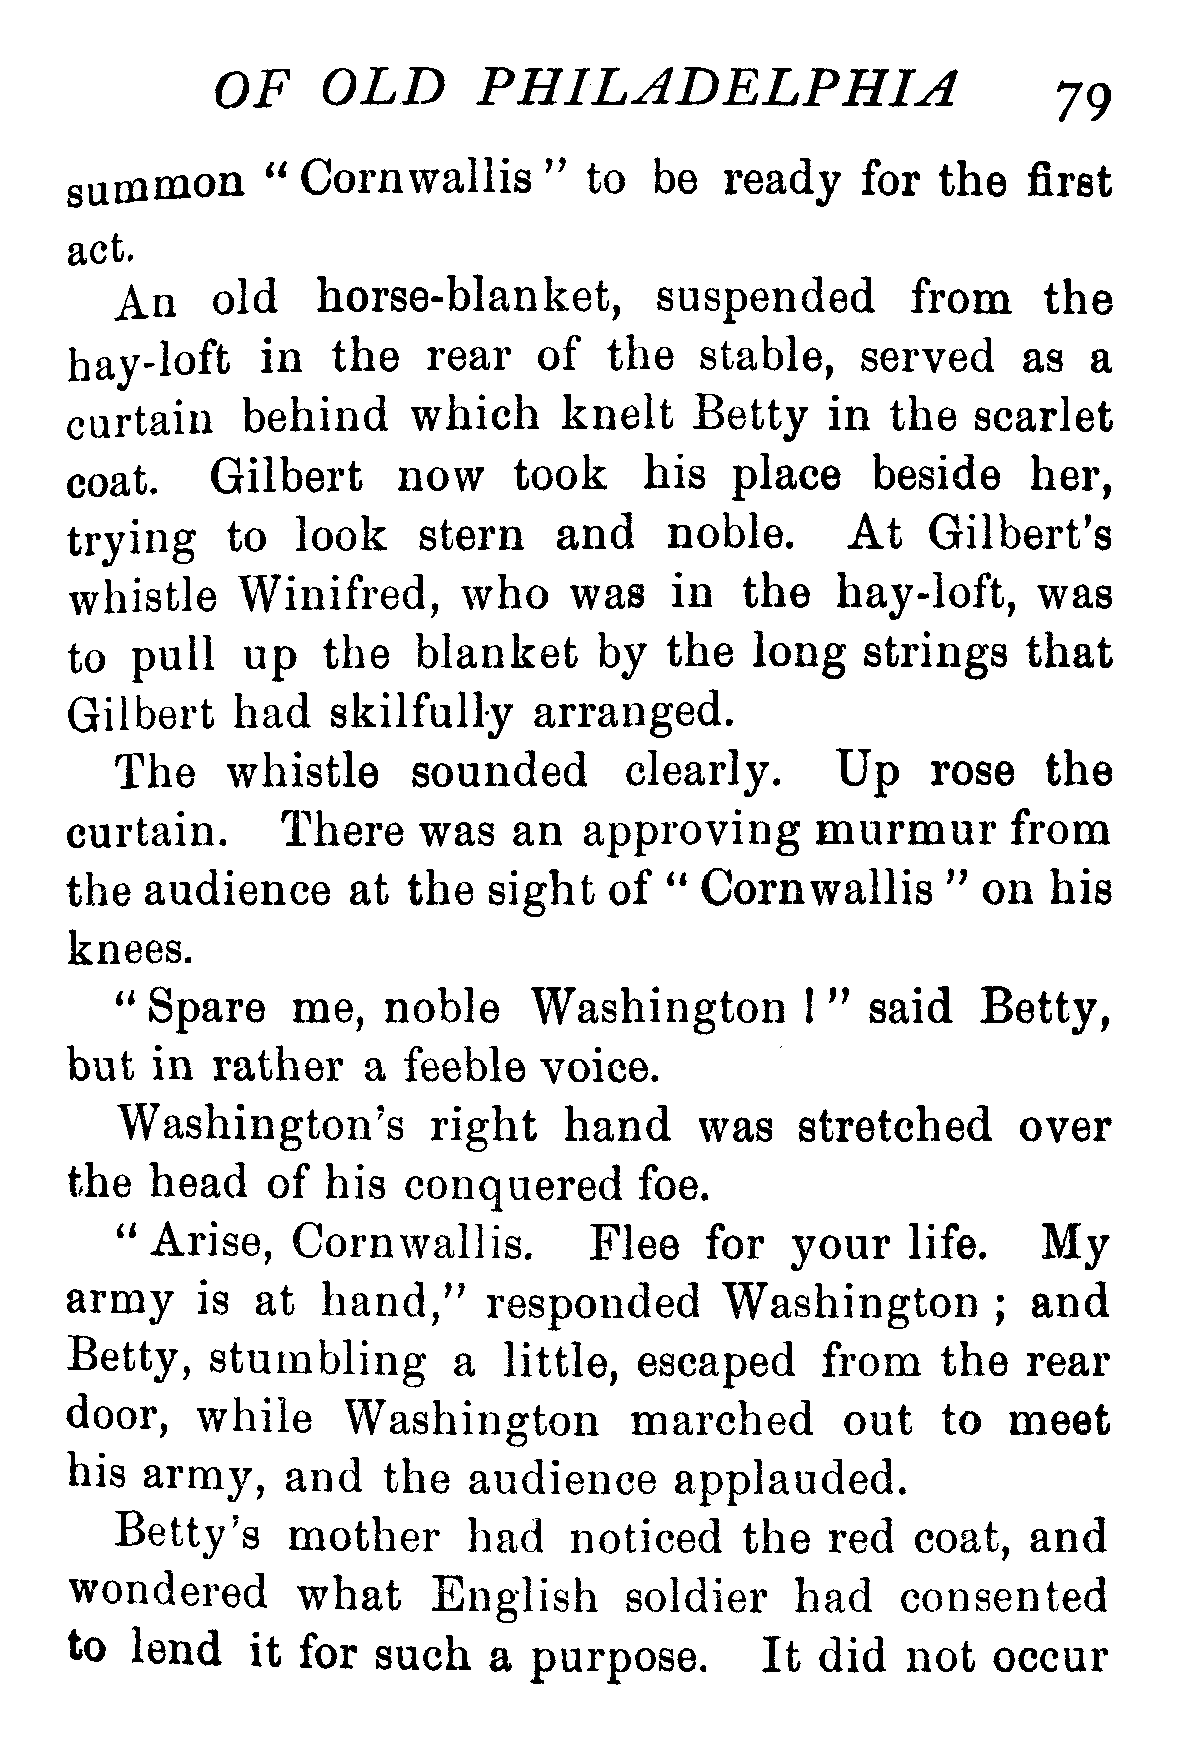 OF OLD PHILADELPHIA 79
summon “ Cornwallis ” to be ready for the first
act.
An old horse-blanket, suspended from the
hay-loft in the rear of the stable, served as a
curtain behind which knelt Betty in the scarlet
coat. Gilbert now took his place beside her,
trying to look stern and noble. At Gilbert's
whistle Winifred, who was in the hay-loft, was
to pull up the blanket by the long strings that
Gilbert had skilfully arranged.
The whistle sounded clearly. Up rose the
curtain. There was an approving murmur from
the audience at the sight of “ Cornwallis ” on his
knees.
“ Spare me, noble Washington ! ” said Betty,
but in rather a feeble voice.
Washington's right hand was stretched over
the head of his conquered foe.
“ Arise, Cornwallis. Flee for your life. My
army is at hand,” responded Washington ; and
Betty, stumbling a little, escaped from the rear
door, while Washington marched out to meet
his army, and the audience applauded.
Betty's mother had noticed the red coat, and
wondered what English soldier had consented
to lend it for such a purpose. It did not occur